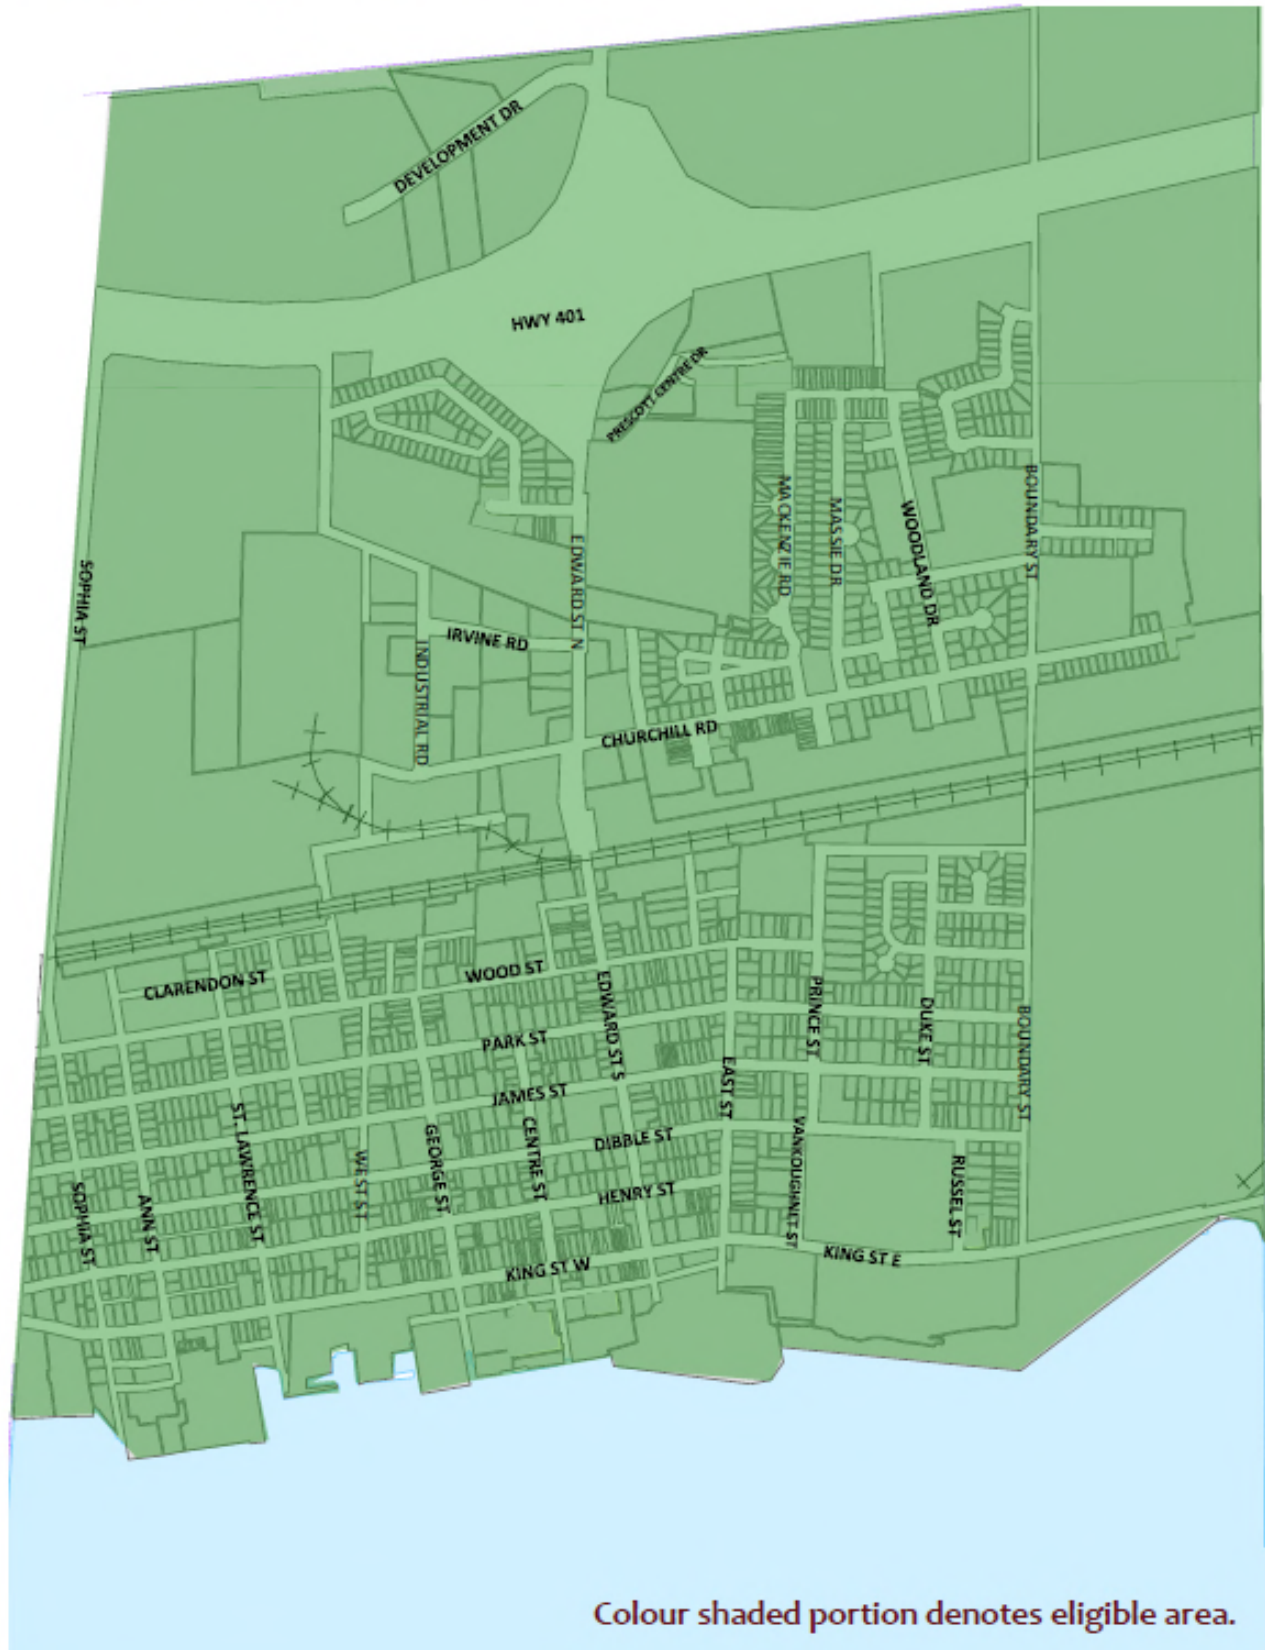 DEVELOPMENT DR
HWY 401
PRESCOTT CENTRE DR
MACKENZIE RD
MASSIE DR
WOODLAND DR
BOUNDARY ST
SOPHIA ST
EDWARD ST N
IRVINE RD
INDUSTRIAL RD
CHURCHILL RD
CLARENDON ST
WOOD ST
EDWARD ST S
PRINCE ST
DUKE ST
BOUNDARY ST
PARK ST
EAST ST
JAMES ST
ST. LAWRENCE ST
GEORGE ST
CENTRE ST
DIBBLE ST
VANKOUGHNET ST
WEST ST
RUSSEL ST
SOPHIA ST
ANN ST
HENRY ST
KING ST E
KING ST W
Colour shaded portion denotes eligible area.